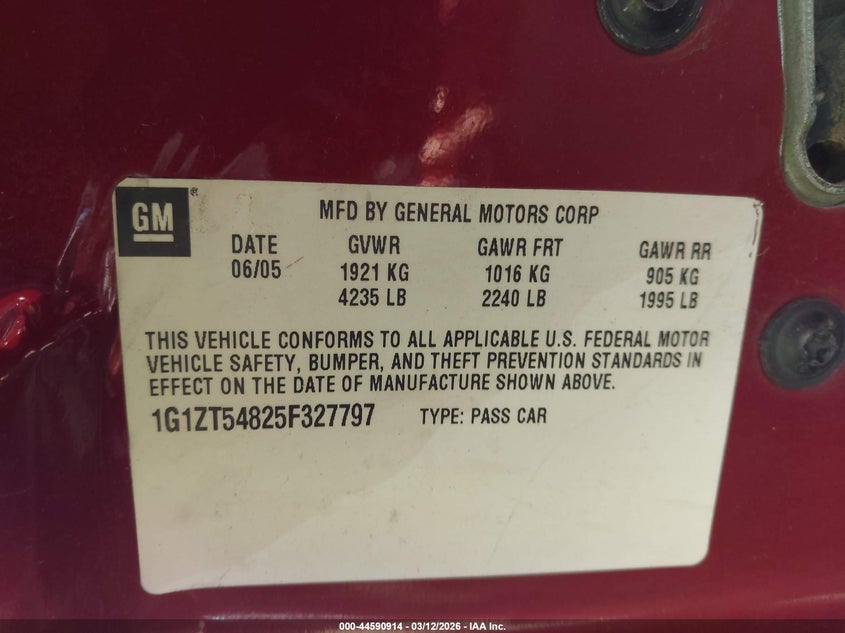 GM ®
MFD BY GENERAL MOTORS CORP
DATE GVWR GAWR FRT GAWR RR
06/05 1921 KG 1016 KG 905 KG
4235 LB 2240 LB 1995 LB
THIS VEHICLE CONFORMS TO ALL APPLICABLE U.S. FEDERAL MOTOR
VEHICLE SAFETY, BUMPER, AND THEFT PREVENTION STANDARDS IN
EFFECT ON THE DATE OF MANUFACTURE SHOWN ABOVE.
1G1ZT54825F327797 TYPE: PASS CAR
000-44590914 - 03/12/2026 - IAA Inc.